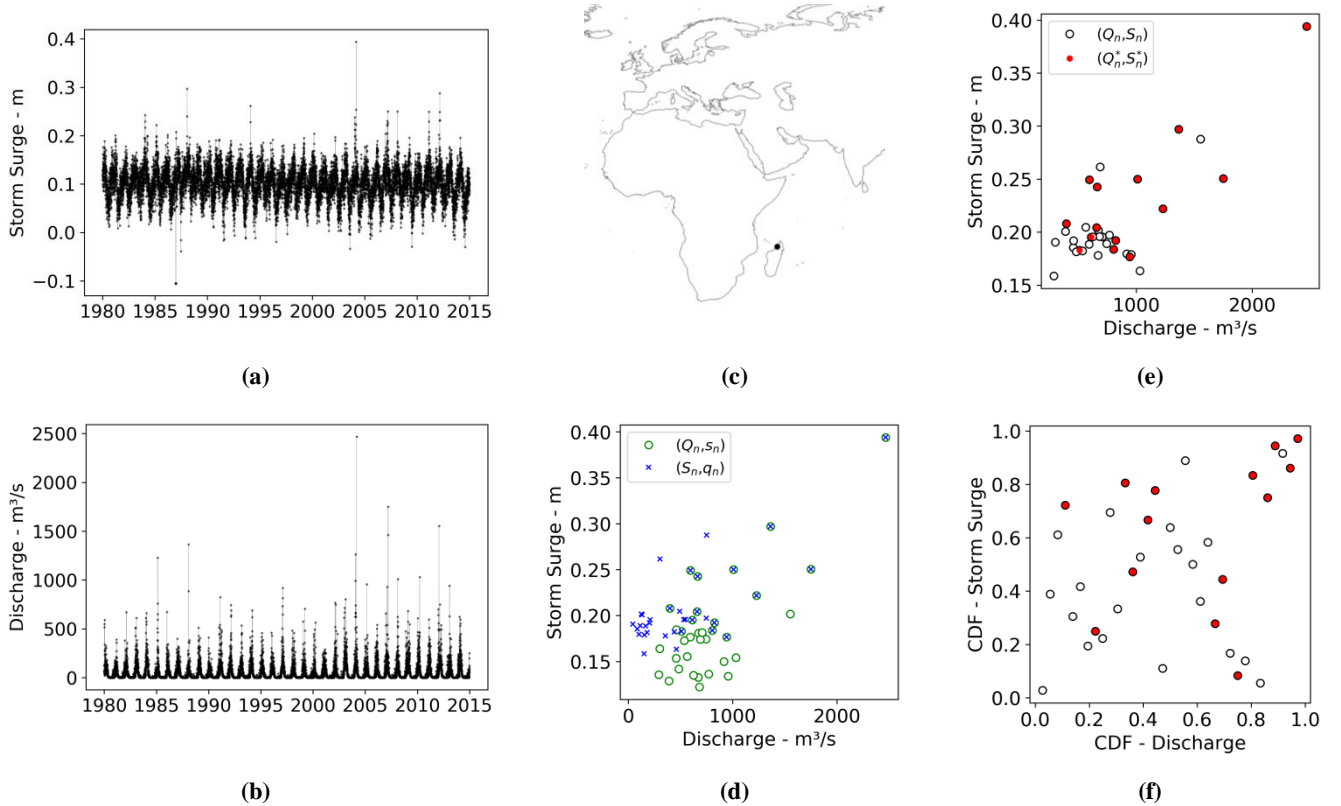 0.4
0.3
0.2
0.1
0.0
−0.1
Storm Surge - m
1980 1985 1990 1995 2000 2005 2010 2015
(a)
(c)
0.40
0.35
0.30
0.25
0.20
0.15
Storm Surge - m
(Qn,Sn)
(Q*n,S*n)
1000 2000
Discharge - m³/s
(e)
2500
2000
1500
1000
500
0
Discharge - m³/s
1980 1985 1990 1995 2000 2005 2010 2015
(b)
0.40
0.35
0.30
0.25
0.20
0.15
Storm Surge - m
(Qn,sn)
(Sn,qn)
0 1000 2000
Discharge - m³/s
(d)
1.0
0.8
0.6
0.4
0.2
0.0
CDF - Storm Surge
0.0 0.2 0.4 0.6 0.8 1.0
CDF - Discharge
(f)